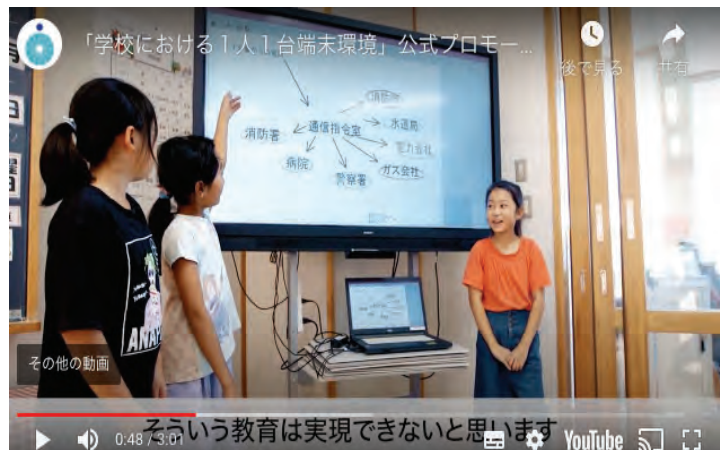 「学校における１人１台端末環境」公式プロモー...
後で見る
共有
消防団
消防署
通信指令室
水道局
電力会社
病院
ガス会社
警察署
その他の動画
そういう教育は実現できないと思います
0:48 / 3:01
YouTube